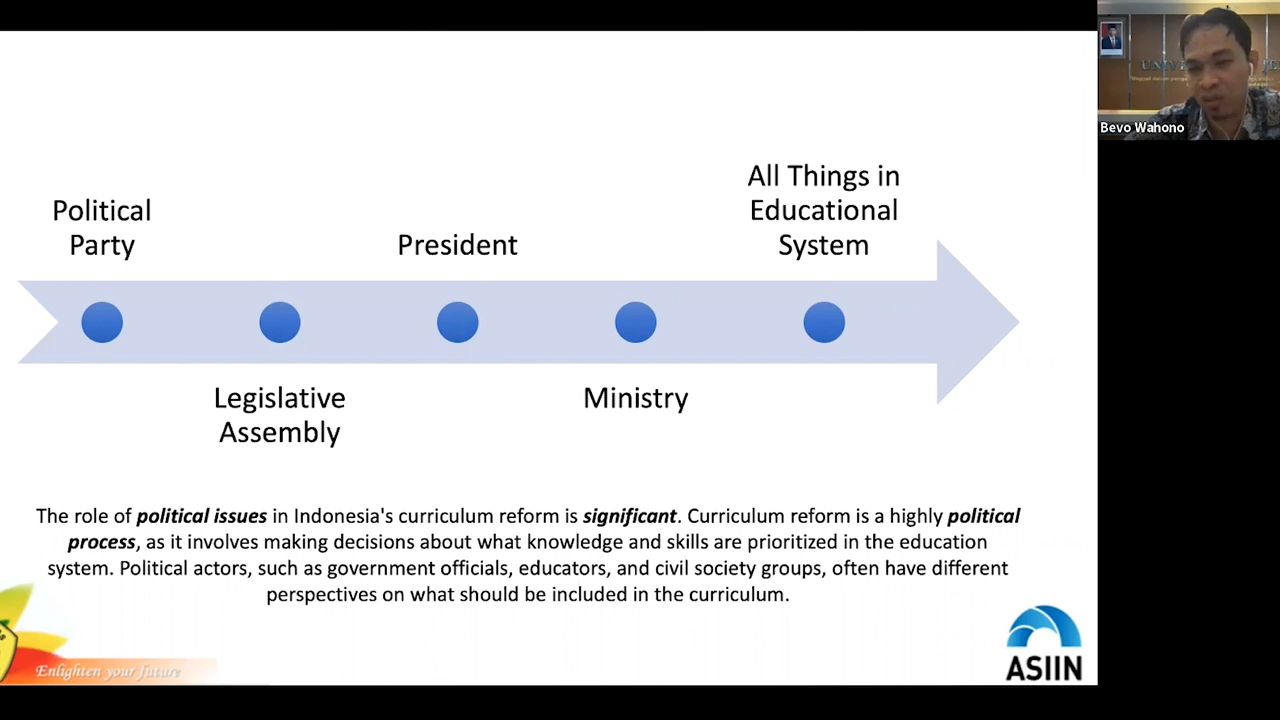 Political
Party
Legislative
Assembly
President
Ministry
All Things in
Educational
System
The role of political issues in Indonesia's curriculum reform is significant. Curriculum reform is a highly political
process, as it involves making decisions about what knowledge and skills are prioritized in the education
system. Political actors, such as government officials, educators, and civil society groups, often have different
perspectives on what should be included in the curriculum.
Enlighten your future
ASIIN
Bevo Wahono